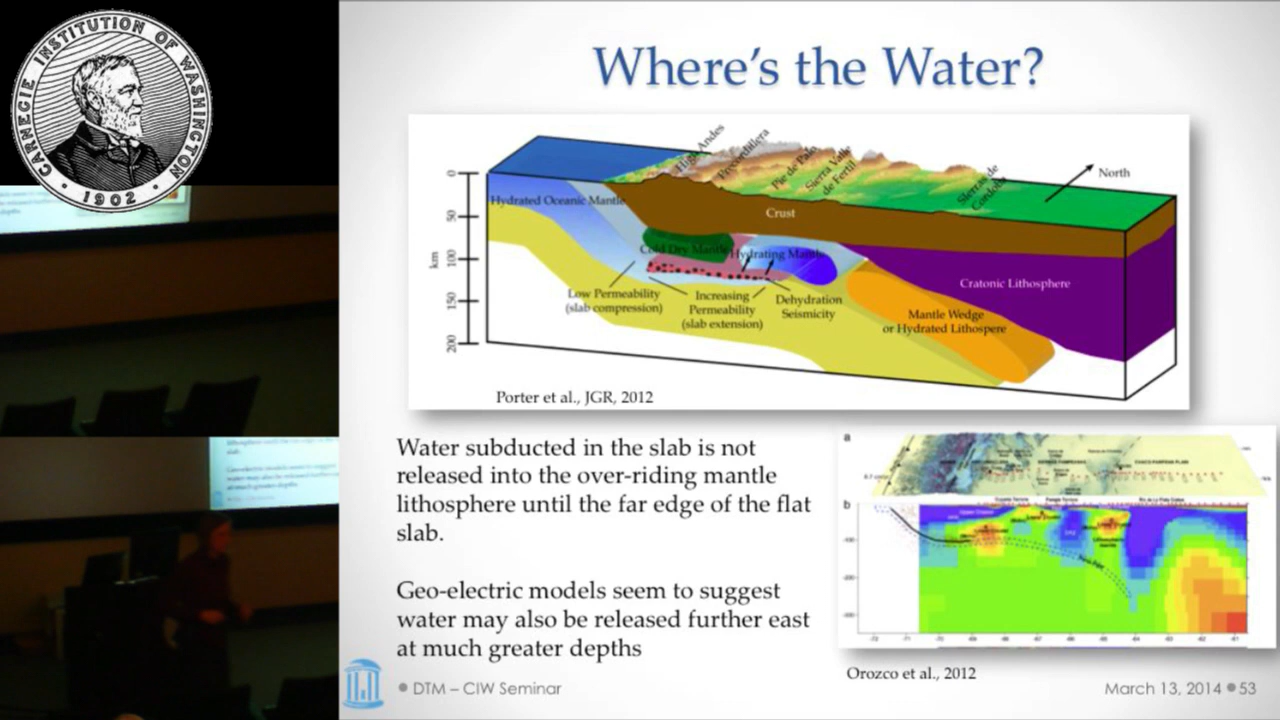 CARNEGIE INSTITUTION OF WASHINGTON
1902
Where's the Water?
High Andes
Precordillera
Pie de Palo
Sierra Valle
de Fertil
Sierras de
Cordoba
North
0
50
100
150
200
km
Hydrated Oceanic Mantle
Crust
Cold Dry Mantle
Hydrating Mantle
Cratonic Lithosphere
Low Permeability
(slab compression)
Increasing
Permeability
(slab extension)
Dehydration
Seismicity
Mantle Wedge
or Hydrated Lithospere
Porter et al., JGR, 2012
Water subducted in the slab is not
released into the over-riding mantle
lithosphere until the far edge of the flat
slab.
Geo-electric models seem to suggest
water may also be released further east
at much greater depths
a
b
Orozco et al., 2012
DTM – CIW Seminar
March 13, 2014
53